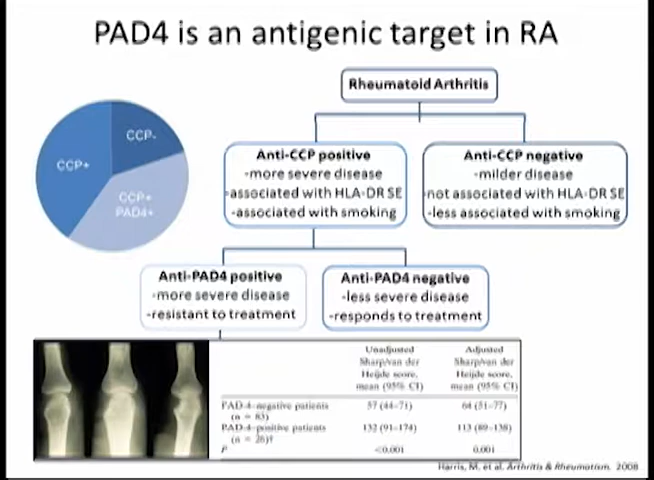 PAD4 is an antigenic target in RA
Rheumatoid Arthritis
CCP-
CCP+
CCP+
PAD4+
Anti-CCP positive
-more severe disease
-associated with HLA-DR SE
-associated with smoking
Anti-CCP negative
-milder disease
-not associated with HLA-DR SE
-less associated with smoking
Anti-PAD4 positive
-more severe disease
-resistant to treatment
Anti-PAD4 negative
-less severe disease
-responds to treatment
Unadjusted
Sharp/van der
Heijde score,
mean (95% CI)
Adjusted
Sharp/van der
Heijde score,
mean (95% CI)
PAD-4–negative patients
(n = 83)
57 (44–71)
64 (51–77)
PAD-4–positive patients
132 (91–174)
P
<0.001
0.001
Harris, M. et al. Arthritis & Rheumatism. 2008